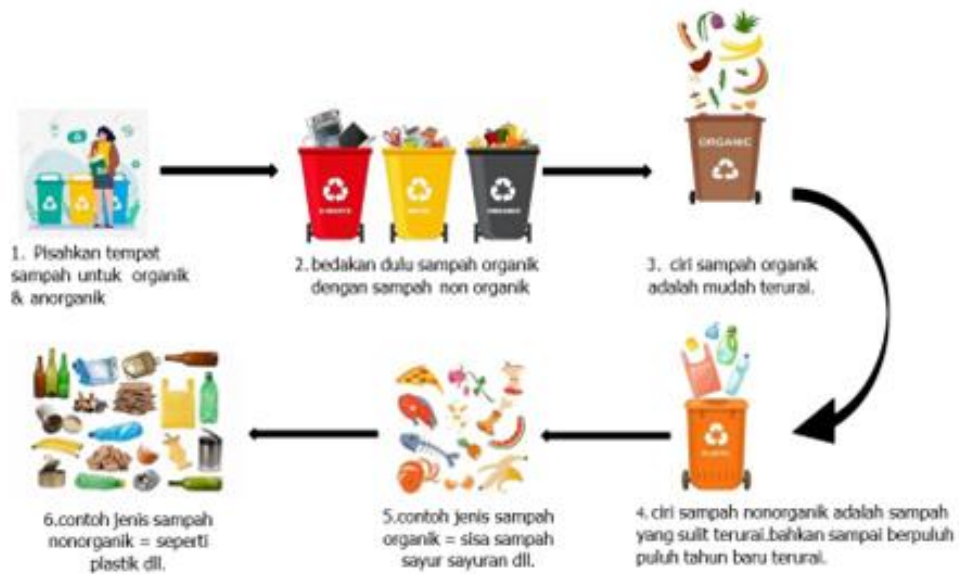 1. Pisahkan tempat
sampah untuk organik
& anorganik
2.bedakan dulu sampah organik
dengan sampah non organik
ORGANIC
3. ciri sampah organik
adalah mudah terurai.
4. ciri sampah nonorganik adalah sampah
yang sulit terurai.bahkan sampai berpuluh
puluh tahun baru terurai.
5.contoh jenis sampah
organik = sisa sampah
sayur sayuran dll.
6.contoh jenis sampah
nonorganik = seperti
plastik dll.